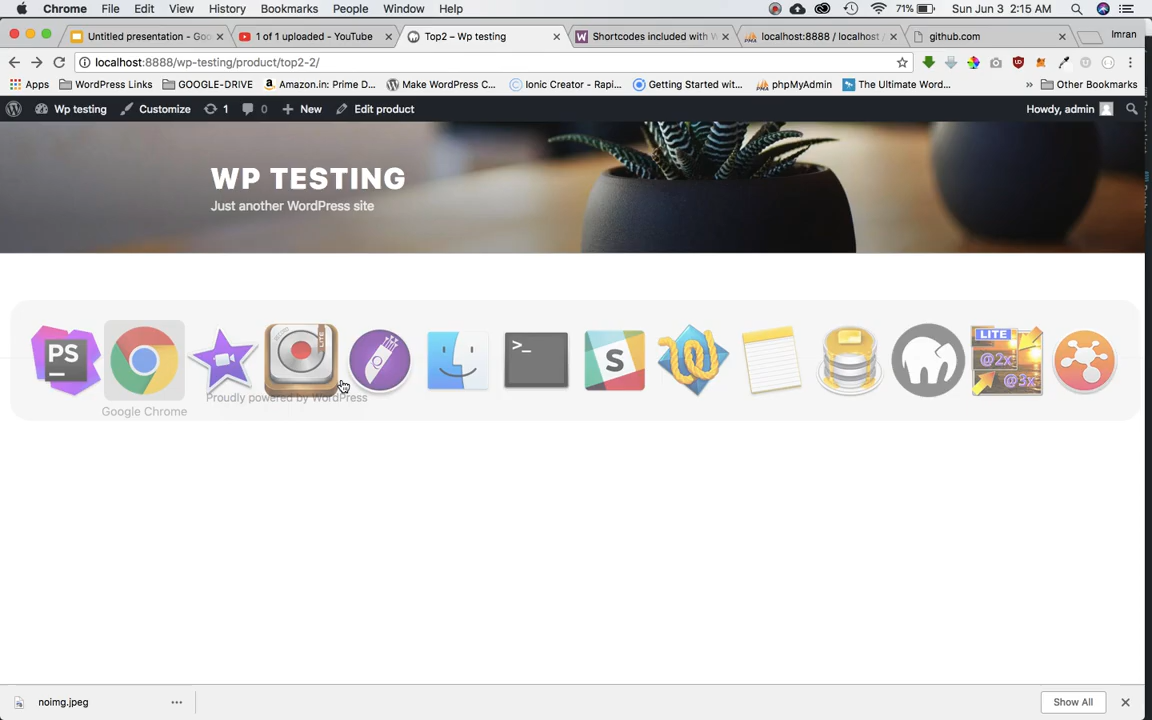 Chrome File Edit View History Bookmarks People Window Help 71% Sun Jun 3 2:15 AM
Untitled presentation - Goo 1 of 1 uploaded - YouTube Top2 – Wp testing Shortcodes included with W localhost:8888 / localhost / github.com Imran
localhost:8888/wp-testing/product/top2-2/
Apps WordPress Links GOOGLE-DRIVE Amazon.in: Prime D... Make WordPress C... Ionic Creator - Rapi... Getting Started wit... phpMyAdmin The Ultimate Word... » Other Bookmarks
Wp testing Customize 1 0 New Edit product Howdy, admin
WP TESTING
Just another WordPress site
PS
>_
S
LITE
@2x
@3x
Proudly powered by WordPress
Google Chrome
noimg.jpeg Show All